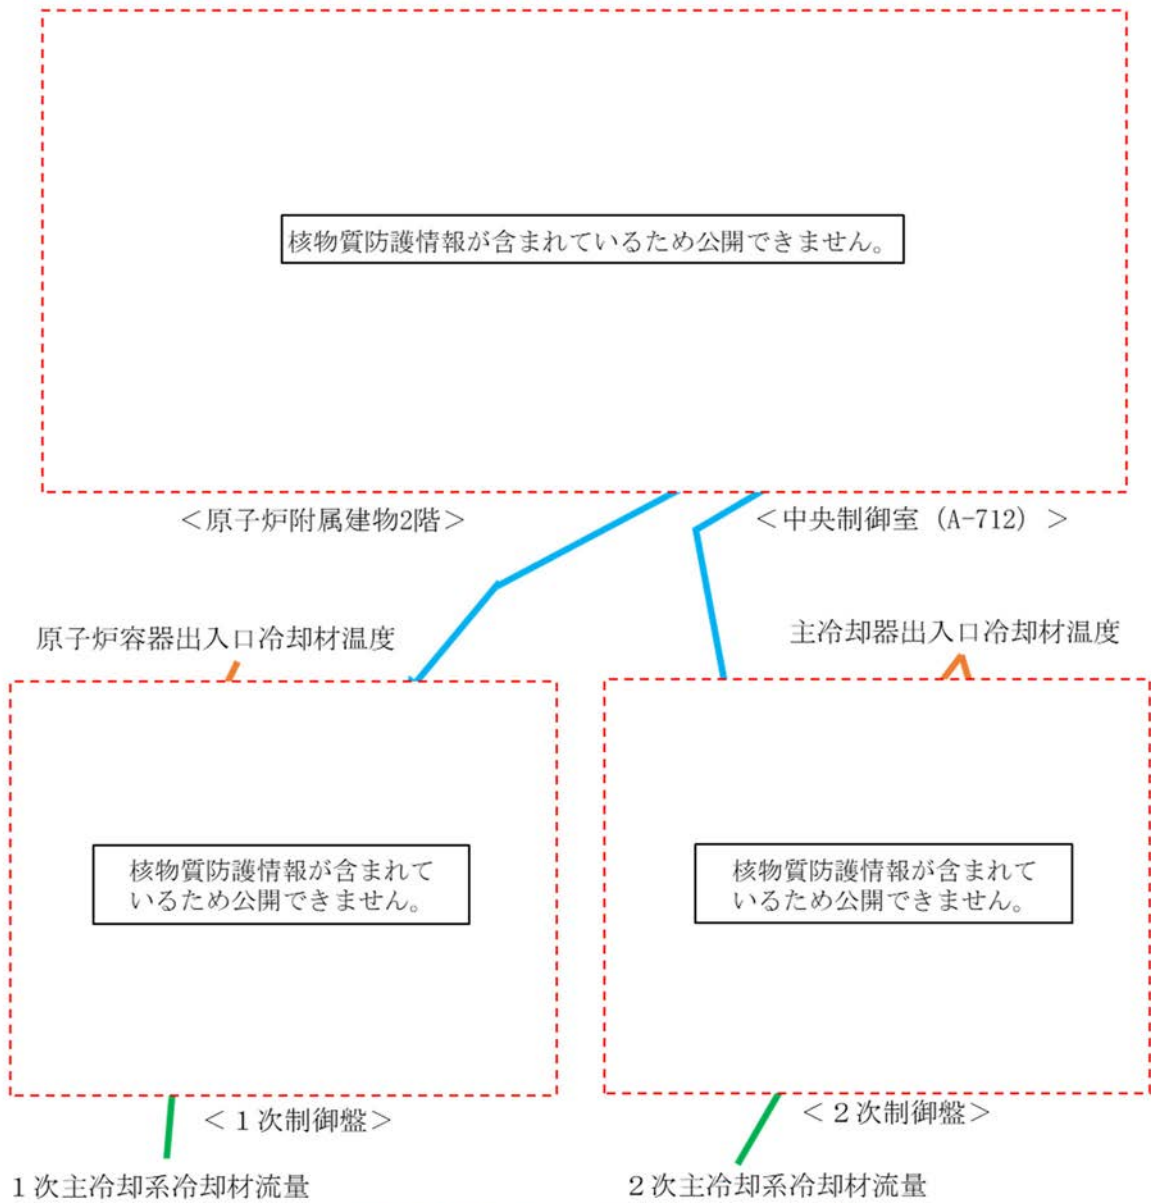 核物質防護情報が含まれているため公開できません。
＜原子炉附属建物2階＞
＜中央制御室（A-712）＞
原子炉容器出入口冷却材温度
主冷却器出入口冷却材温度
核物質防護情報が含まれて
いるため公開できません。
核物質防護情報が含まれて
いるため公開できません。
＜１次制御盤＞
＜２次制御盤＞
１次主冷却系冷却材流量
２次主冷却系冷却材流量